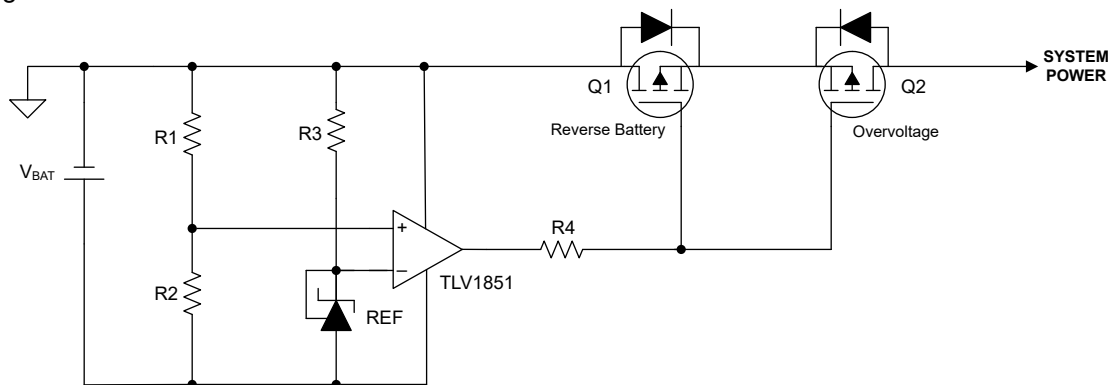 SYSTEM
POWER
Q1
Q2
R1
R3
Reverse Battery
Overvoltage
VBAT
+
R4
−
TLV1851
R2
REF